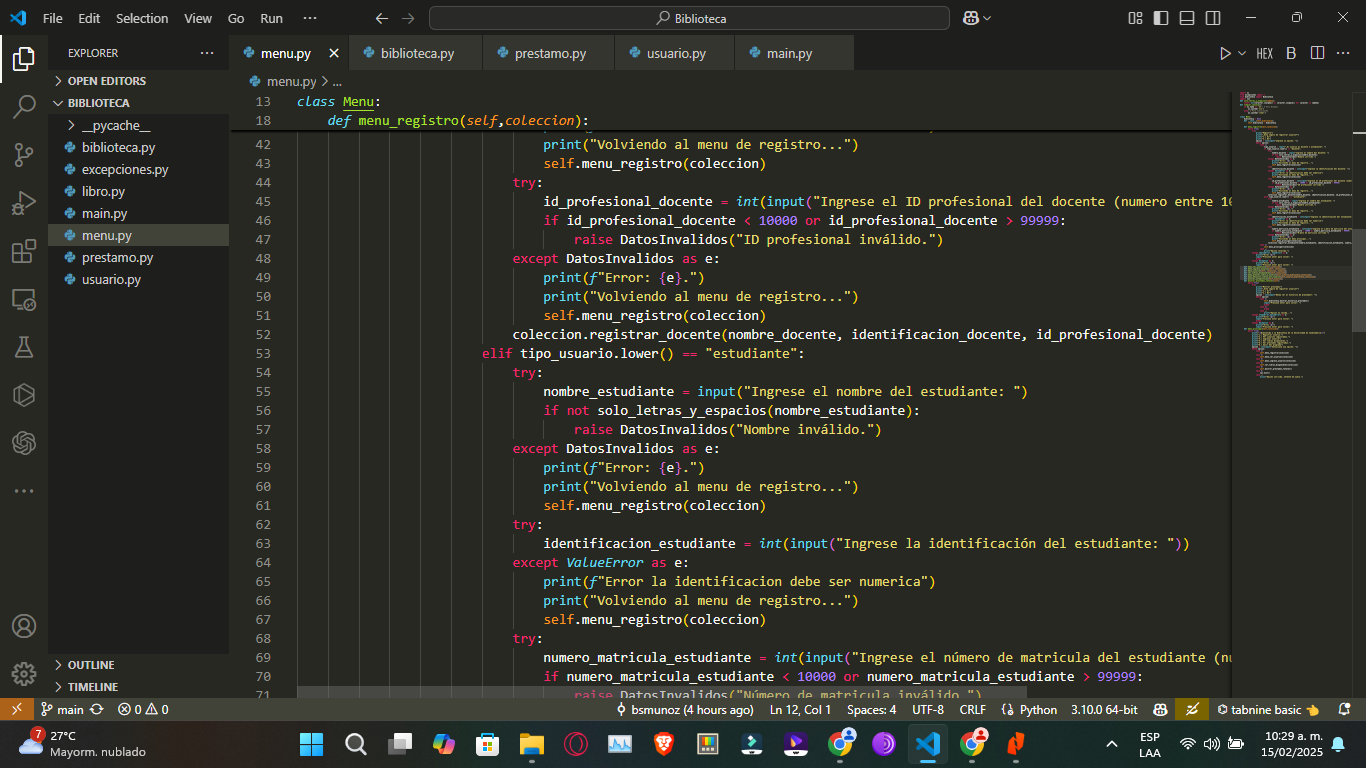 File Edit Selection View Go Run ··· Biblioteca
EXPLORER ···
OPEN EDITORS
BIBLIOTECA
__pycache__
biblioteca.py
excepciones.py
libro.py
main.py
menu.py
prestamo.py
usuario.py
OUTLINE
TIMELINE
menu.py biblioteca.py prestamo.py usuario.py main.py HEX B ···
menu.py > ...
13 class Menu:
18 def menu_registro(self,coleccion):
42 print("Volviendo al menu de registro...")
43 self.menu_registro(coleccion)
44 try:
45 id_profesional_docente = int(input("Ingrese el ID profesional del docente (numero entre 10
46 if id_profesional_docente < 10000 or id_profesional_docente > 99999:
47 raise DatosInvalidos("ID profesional inválido.")
48 except DatosInvalidos as e:
49 print(f"Error: {e}.")
50 print("Volviendo al menu de registro...")
51 self.menu_registro(coleccion)
52 coleccion.registrar_docente(nombre_docente, identificacion_docente, id_profesional_docente)
53 elif tipo_usuario.lower() == "estudiante":
54 try:
55 nombre_estudiante = input("Ingrese el nombre del estudiante: ")
56 if not solo_letras_y_espacios(nombre_estudiante):
57 raise DatosInvalidos("Nombre inválido.")
58 except DatosInvalidos as e:
59 print(f"Error: {e}.")
60 print("Volviendo al menu de registro...")
61 self.menu_registro(coleccion)
62 try:
63 identificacion_estudiante = int(input("Ingrese la identificación del estudiante: "))
64 except ValueError as e:
65 print(f"Error la identificacion debe ser numerica")
66 print("Volviendo al menu de registro...")
67 self.menu_registro(coleccion)
68 try:
69 numero_matricula_estudiante = int(input("Ingrese el número de matricula del estudiante (nu
70 if numero_matricula_estudiante < 10000 or numero_matricula_estudiante > 99999:
71 raise DatosInvalidos("Número de matricula inválido.")
main 0 0 bsmunoz (4 hours ago) Ln 12, Col 1 Spaces: 4 UTF-8 CRLF Python 3.10.0 64-bit tabnine basic
7 27°C
Mayorm. nublado
ESP
LAA
10:29 a. m.
15/02/2025